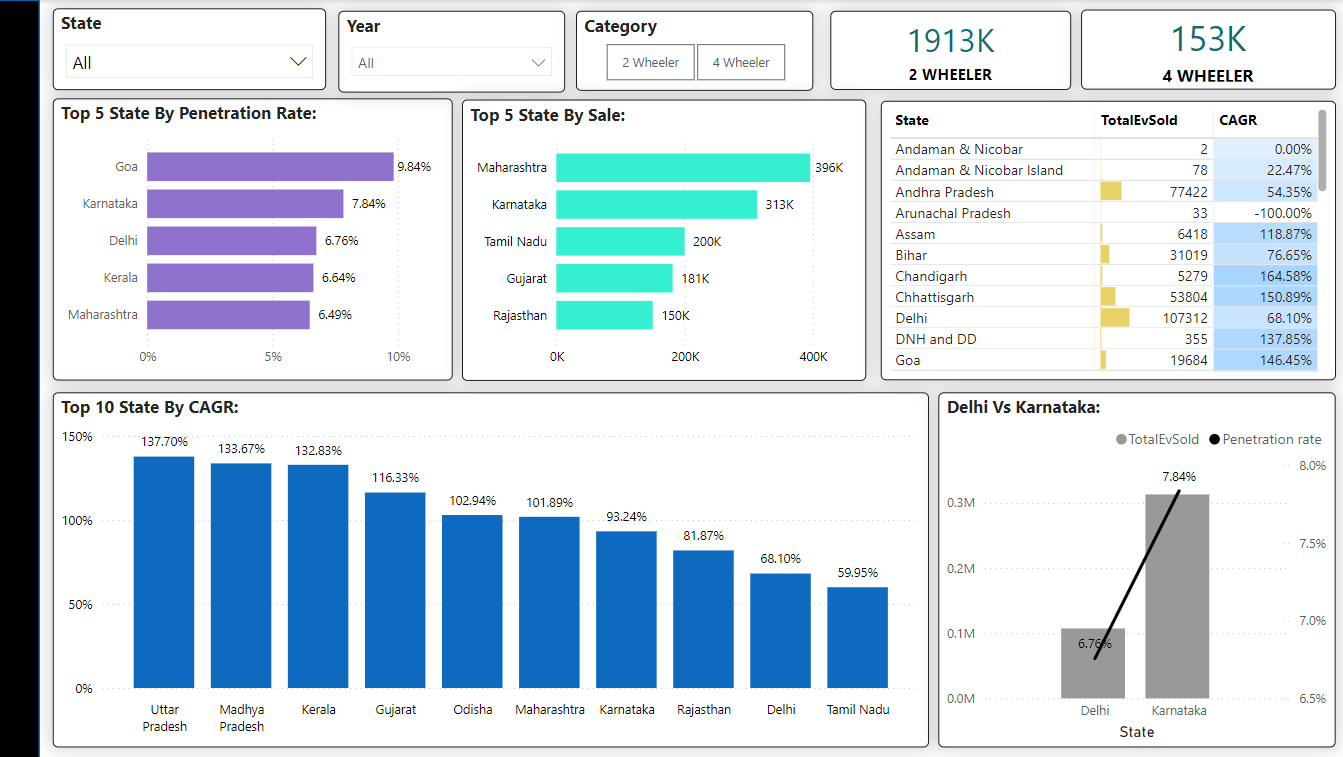 State
All
Year
All
Category
2 Wheeler
4 Wheeler
1913K
2 WHEELER
153K
4 WHEELER
Top 5 State By Penetration Rate:
Goa 9.84%
Karnataka 7.84%
Delhi 6.76%
Kerala 6.64%
Maharashtra 6.49%
0% 5% 10%
Top 5 State By Sale:
Maharashtra 396K
Karnataka 313K
Tamil Nadu 200K
Gujarat 181K
Rajasthan 150K
0K 200K 400K
State TotalEvSold CAGR
Andaman & Nicobar 2 0.00%
Andaman & Nicobar Island 78 22.47%
Andhra Pradesh 77422 54.35%
Arunachal Pradesh 33 -100.00%
Assam 6418 118.87%
Bihar 31019 76.65%
Chandigarh 5279 164.58%
Chhattisgarh 53804 150.89%
Delhi 107312 68.10%
DNH and DD 355 137.85%
Goa 19684 146.45%
Top 10 State By CAGR:
150%
100%
50%
0%
137.70% 133.67% 132.83% 116.33% 102.94% 101.89% 93.24% 81.87% 68.10% 59.95%
Uttar Pradesh
Madhya Pradesh
Kerala
Gujarat
Odisha
Maharashtra
Karnataka
Rajasthan
Delhi
Tamil Nadu
Delhi Vs Karnataka:
TotalEvSold Penetration rate
8.0%
7.84%
0.3M
7.5%
0.2M
7.0%
0.1M
6.76%
0.0M
6.5%
Delhi Karnataka
State